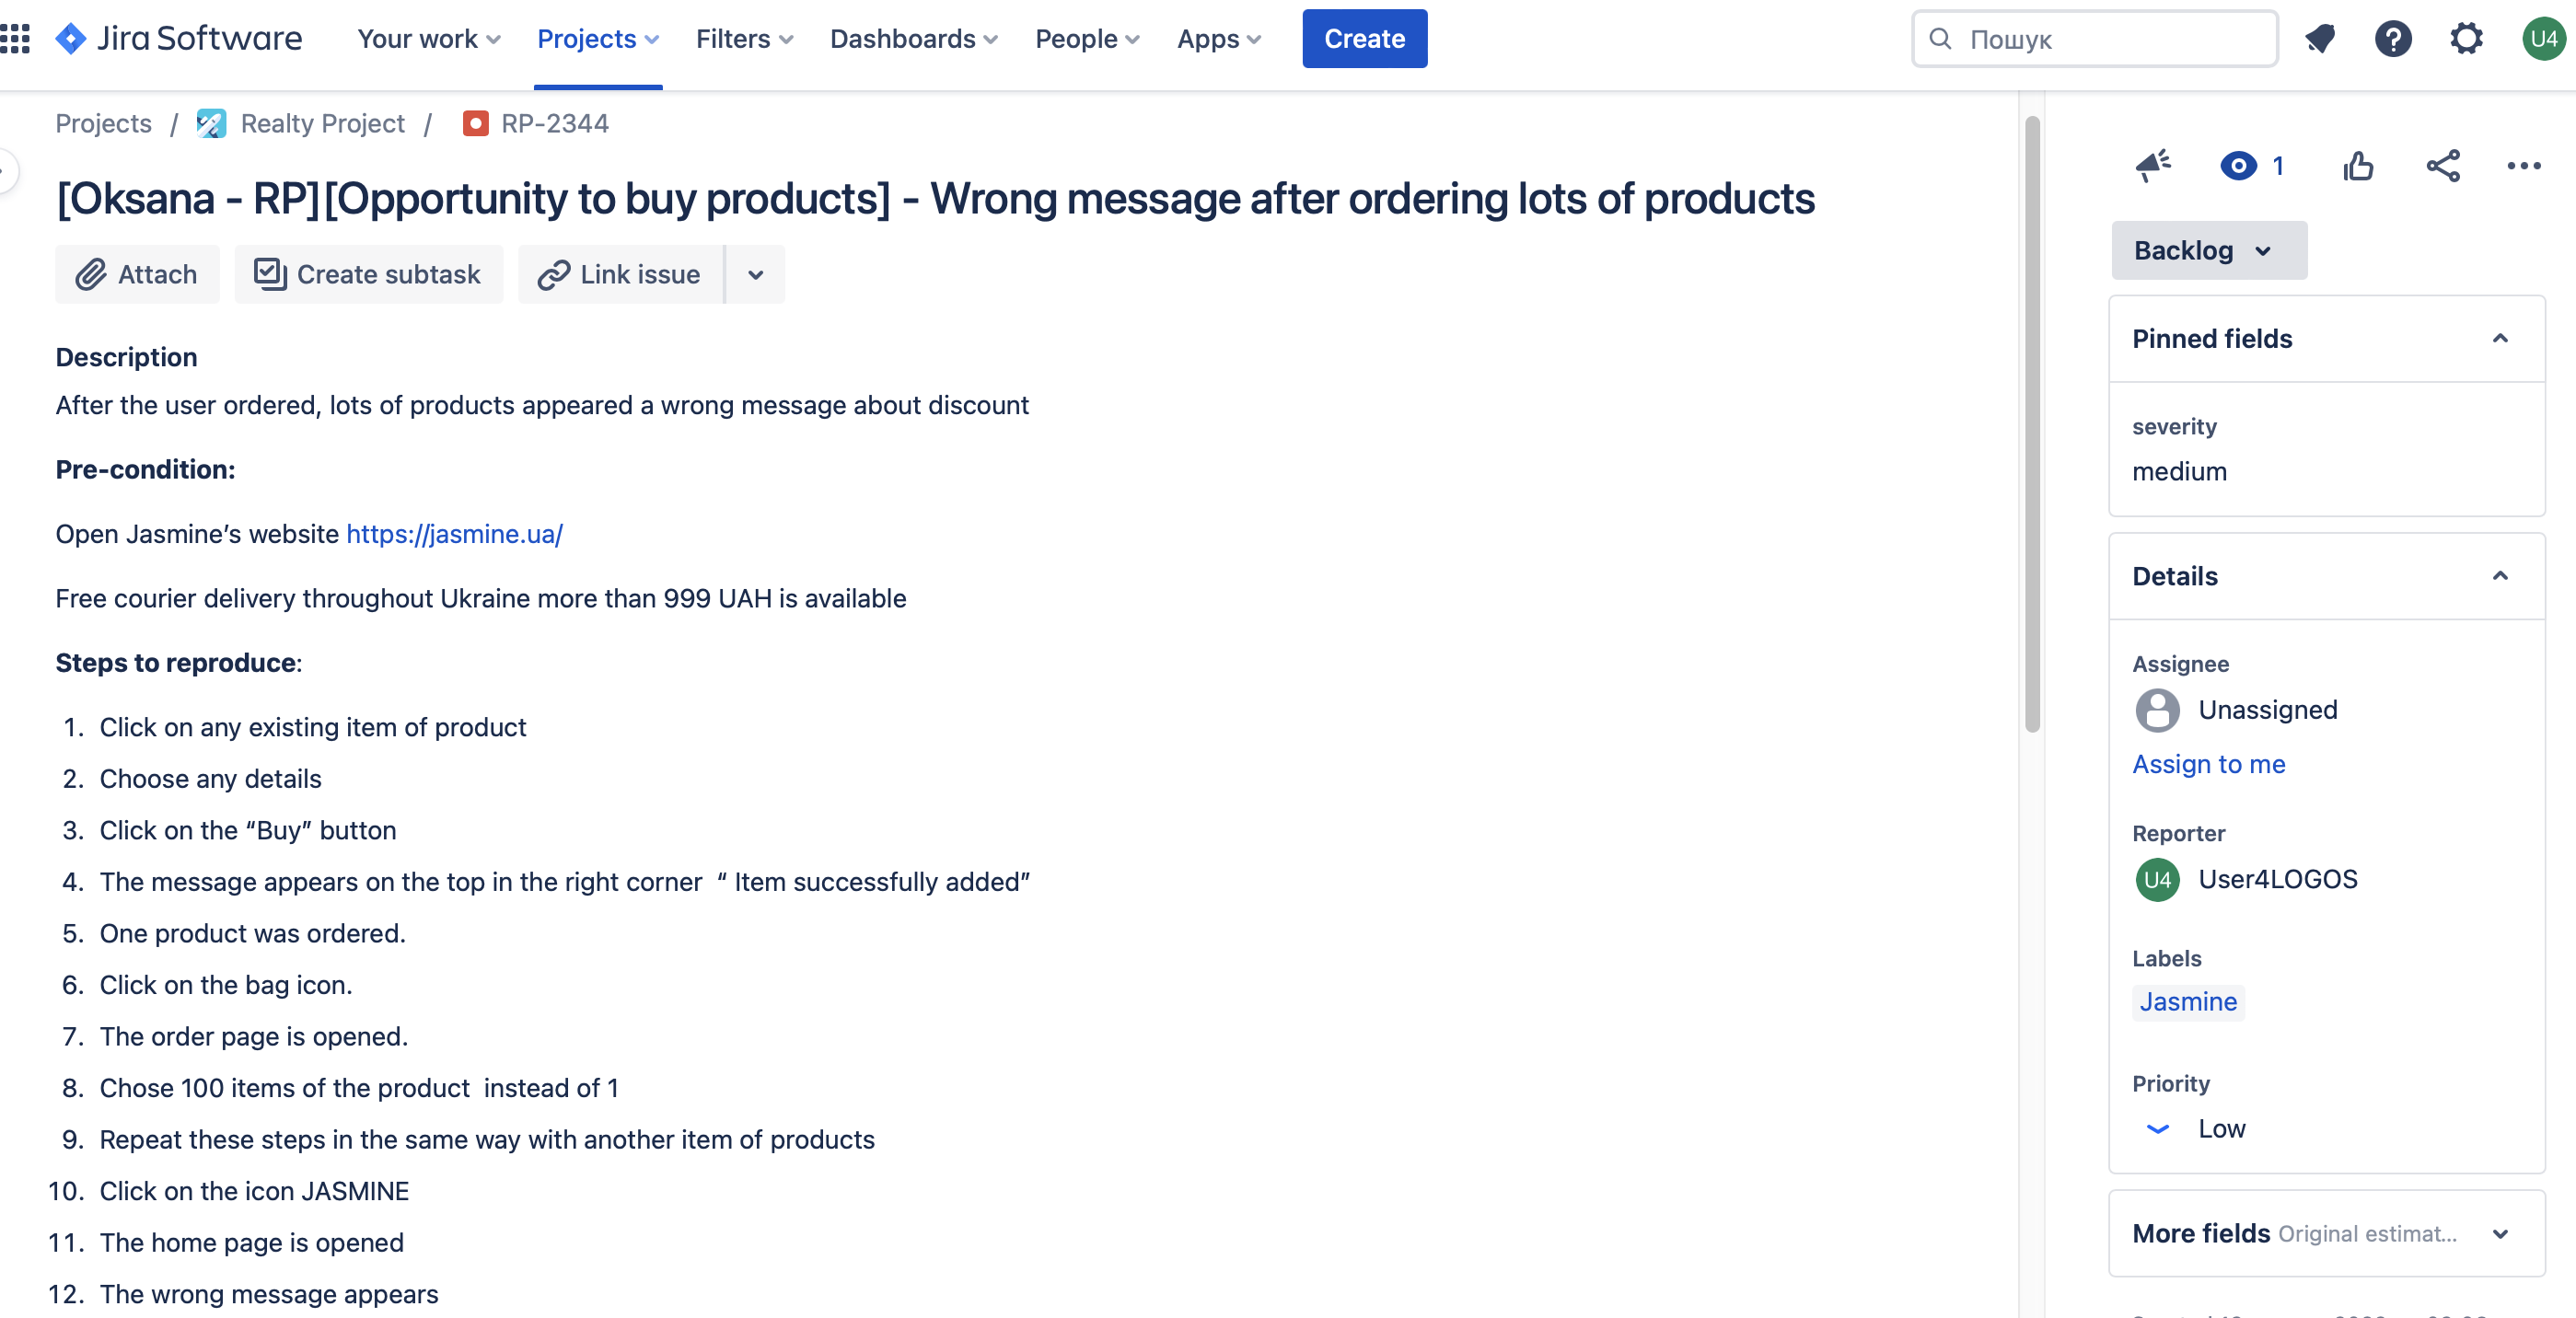 Jira Software Your work Projects Filters Dashboards People Apps Create Пошук U4
Projects / Realty Project / RP-2344
[Oksana - RP][Opportunity to buy products] - Wrong message after ordering lots of products
Attach Create subtask Link issue
Description
After the user ordered, lots of products appeared a wrong message about discount
Pre-condition:
Open Jasmine’s website https://jasmine.ua/
Free courier delivery throughout Ukraine more than 999 UAH is available
Steps to reproduce:
1. Click on any existing item of product
2. Choose any details
3. Click on the “Buy” button
4. The message appears on the top in the right corner “ Item successfully added”
5. One product was ordered.
6. Click on the bag icon.
7. The order page is opened.
8. Chose 100 items of the product instead of 1
9. Repeat these steps in the same way with another item of products
10. Click on the icon JASMINE
11. The home page is opened
12. The wrong message appears
1
Backlog
Pinned fields
severity
medium
Details
Assignee
Unassigned
Assign to me
Reporter
U4 User4LOGOS
Labels
Jasmine
Priority
Low
More fields Original estimat...